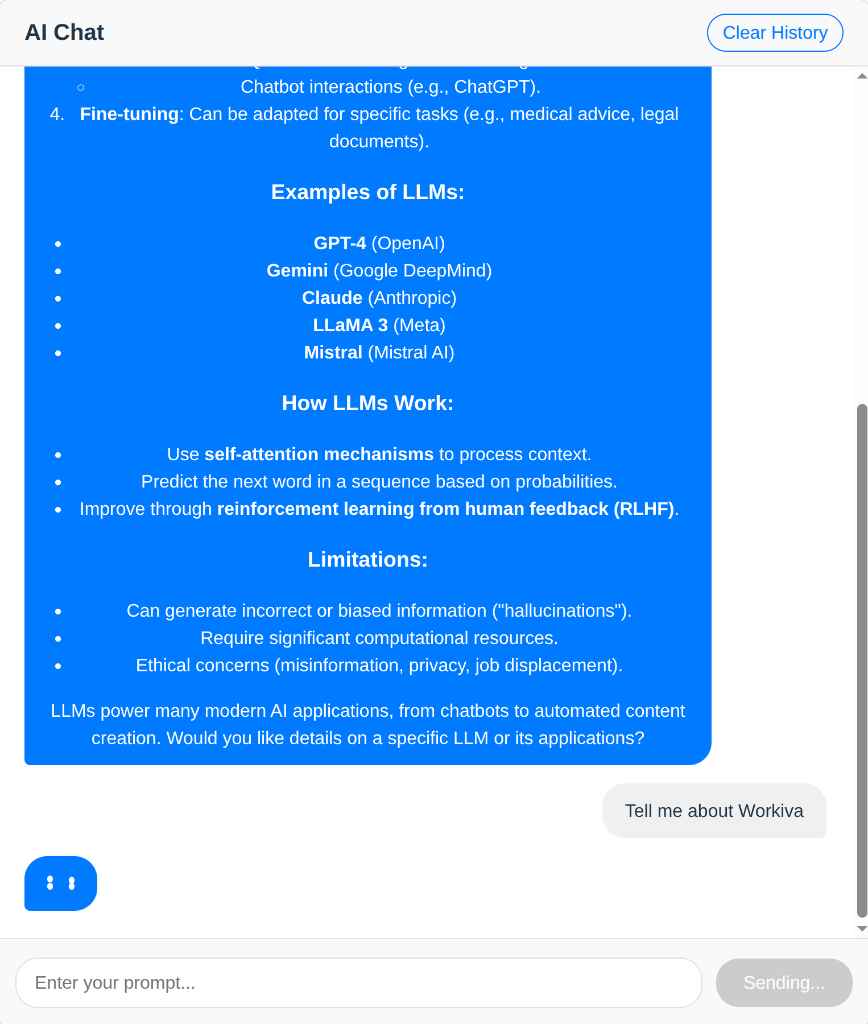 AI Chat
Clear History
Chatbot interactions (e.g., ChatGPT).
4. Fine-tuning: Can be adapted for specific tasks (e.g., medical advice, legal
documents).
Examples of LLMs:
GPT-4 (OpenAI)
Gemini (Google DeepMind)
Claude (Anthropic)
LLaMA 3 (Meta)
Mistral (Mistral AI)
How LLMs Work:
Use self-attention mechanisms to process context.
Predict the next word in a sequence based on probabilities.
Improve through reinforcement learning from human feedback (RLHF).
Limitations:
Can generate incorrect or biased information ("hallucinations").
Require significant computational resources.
Ethical concerns (misinformation, privacy, job displacement).
LLMs power many modern AI applications, from chatbots to automated content
creation. Would you like details on a specific LLM or its applications?
Tell me about Workiva
Enter your prompt...
Sending...